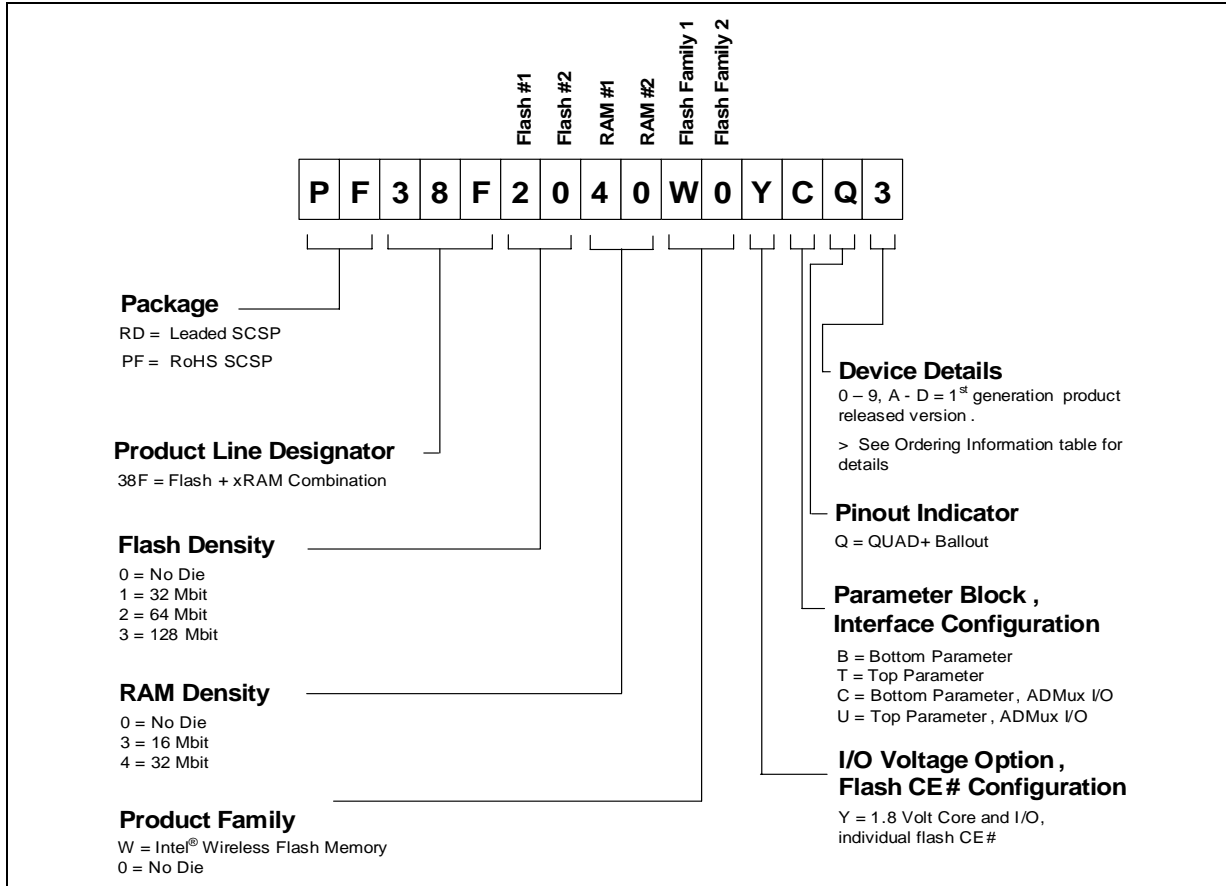 Flash #1
Flash #2
RAM #1
RAM #2
Flash Family 1
Flash Family 2
P F 3 8 F 2 0 4 0 W 0 Y C Q 3
Package
RD = Leaded SCSP
PF = RoHS SCSP
Product Line Designator
38F = Flash + xRAM Combination
Flash Density
0 = No Die
1 = 32 Mbit
2 = 64 Mbit
3 = 128 Mbit
RAM Density
0 = No Die
3 = 16 Mbit
4 = 32 Mbit
Product Family
W = Intel® Wireless Flash Memory
0 = No Die
Device Details
0 – 9, A - D = 1st generation product
released version .
> See Ordering Information table for
details
Pinout Indicator
Q = QUAD+ Ballout
Parameter Block ,
Interface Configuration
B = Bottom Parameter
T = Top Parameter
C = Bottom Parameter , ADMux I/O
U = Top Parameter , ADMux I/O
I/O Voltage Option ,
Flash CE# Configuration
Y = 1.8 Volt Core and I/O,
individual flash CE#